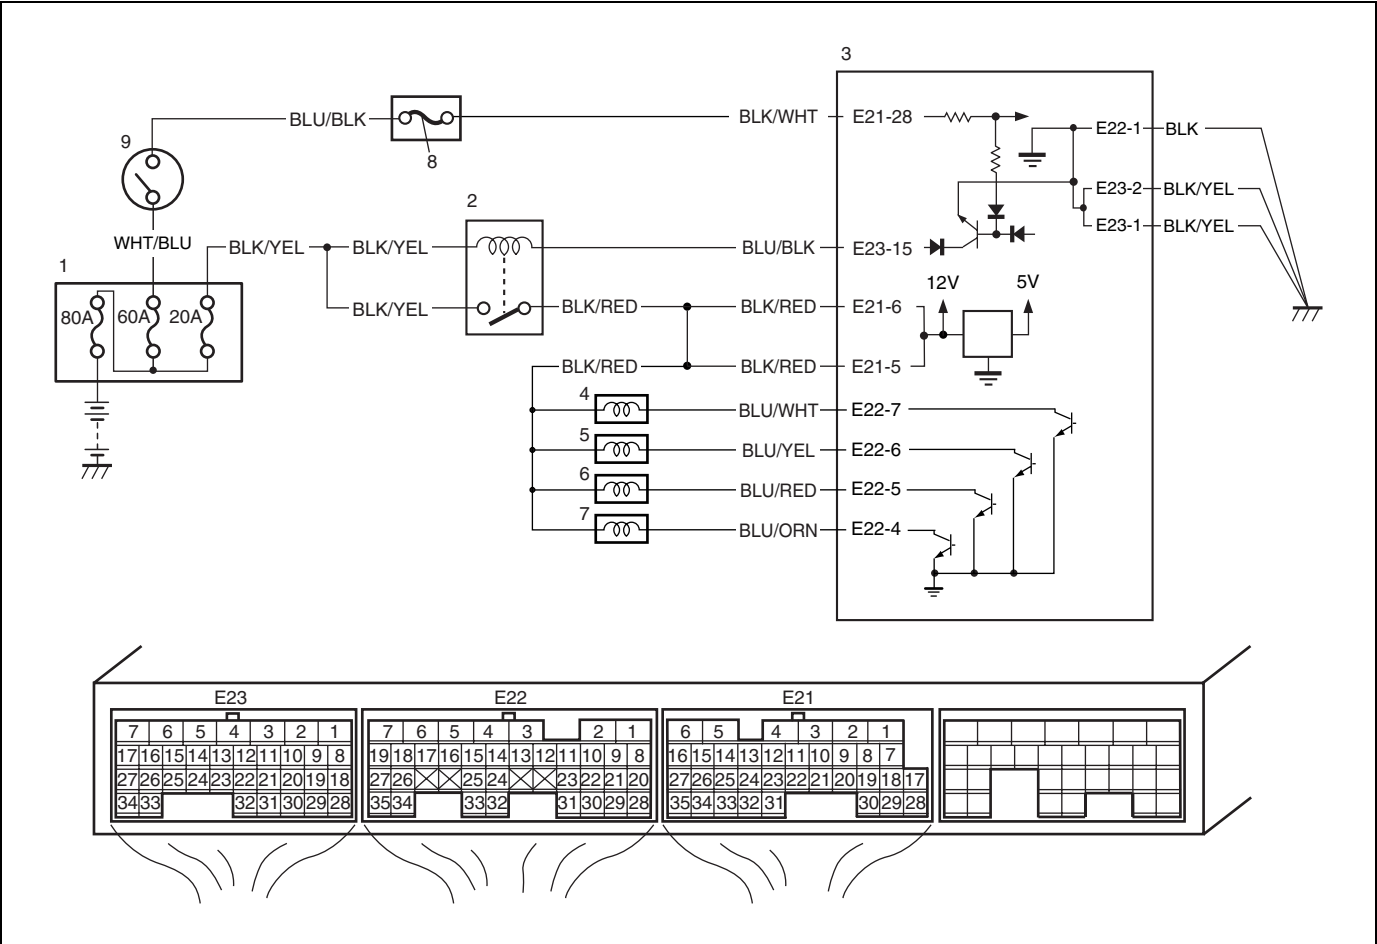 3
BLU/BLK
BLK/WHT
E21-28
E22-1
BLK
9
8
E23-2
BLK/YEL
2
E23-1
BLK/YEL
WHT/BLU
BLK/YEL
BLK/YEL
BLU/BLK
E23-15
1
12V
5V
80A
60A
20A
BLK/YEL
BLK/RED
BLK/RED
E21-6
BLK/RED
BLK/RED
E21-5
4
BLU/WHT
E22-7
5
BLU/YEL
E22-6
6
BLU/RED
E22-5
7
BLU/ORN
E22-4
E23
7 6 5 4 3 2 1
17 16 15 14 13 12 11 10 9 8
27 26 25 24 23 22 21 20 19 18
34 33 32 31 30 29 28
E22
7 6 5 4 3 2 1
19 18 17 16 15 14 13 12 11 10 9 8
27 26 25 24 23 22 21 20
35 34 33 32 31 30 29 28
E21
6 5 4 3 2 1
16 15 14 13 12 11 10 9 8 7
27 26 25 24 23 22 21 20 19 18 17
35 34 33 32 31 30 29 28